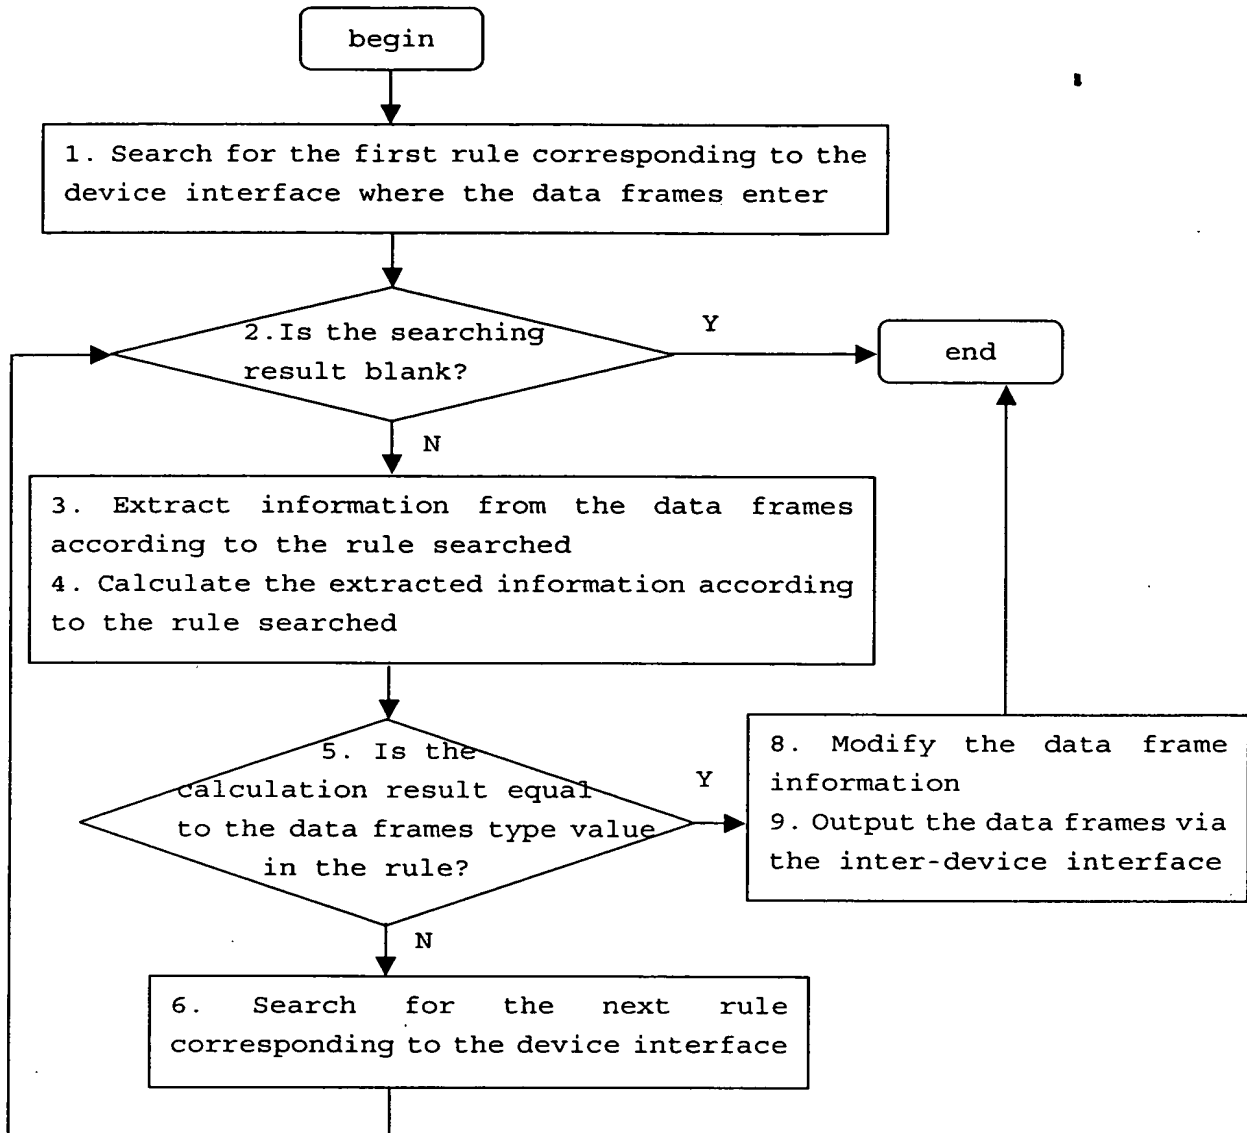 begin
1. Search for the first rule corresponding to the
device interface where the data frames enter
2.Is the searching
result blank?
Y
end
N
3. Extract information from the data frames
according to the rule searched
4. Calculate the extracted information according
to the rule searched
5. Is the
calculation result equal
to the data frames type value
in the rule?
Y
8. Modify the data frame
information
9. Output the data frames via
the inter-device interface
N
6. Search for the next rule
corresponding to the device interface